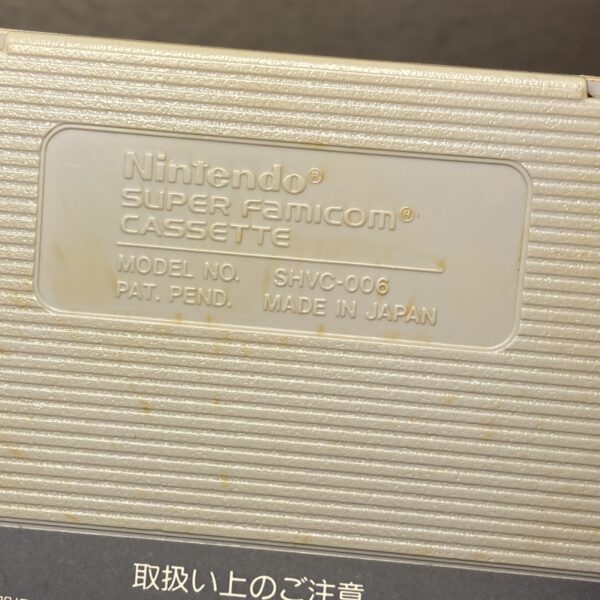 Nintendo®
SUPER Famicom®
CASSETTE
MODEL NO. SHVC-006
PAT. PEND. MADE IN JAPAN
取扱い上のご注意